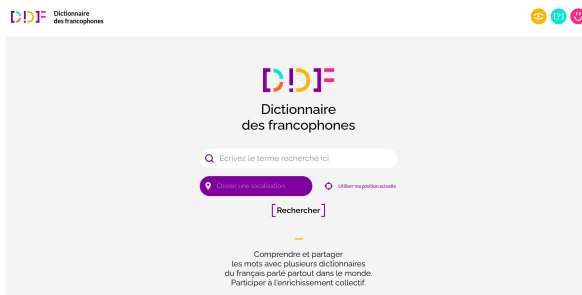 DDF
Dictionnaire
des francophones
[?]
DDF
Dictionnaire
des francophones
Écrivez le terme recherché ici
Choisir une localisation
Utiliser ma position actuelle
[Rechercher]
Comprendre et partager
les mots avec plusieurs dictionnaires
du français parlé partout dans le monde.
Participer à l'enrichissement collectif.